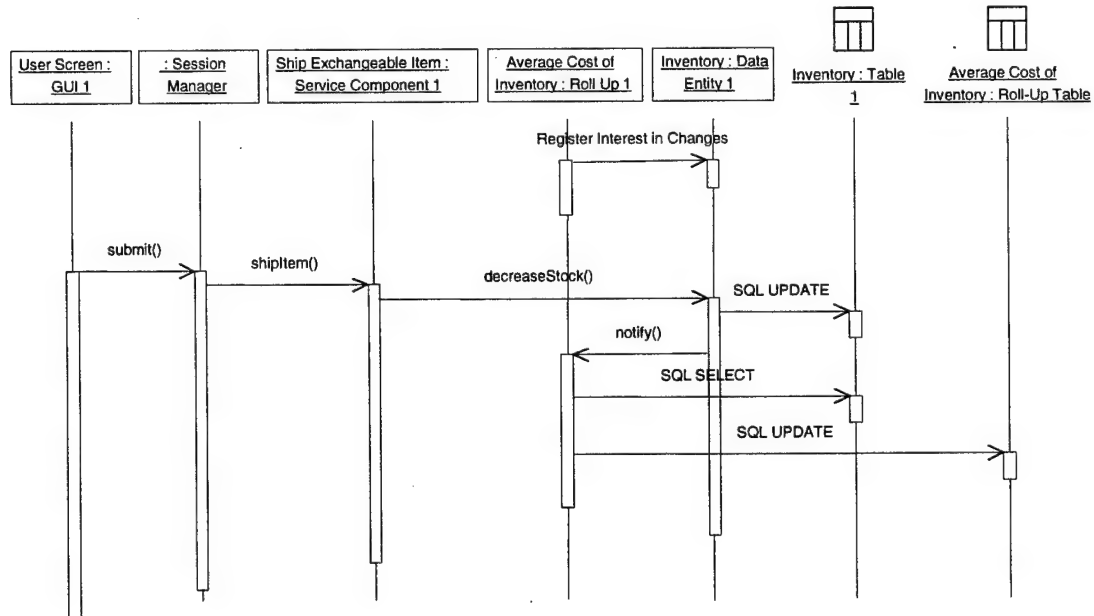 User Screen :
GUI 1
: Session
Manager
Ship Exchangeable Item :
Service Component 1
Average Cost of
Inventory : Roll Up 1
Inventory : Data
Entity 1
Inventory : Table
1
Average Cost of
Inventory : Roll-Up Table
Register Interest in Changes
submit()
shipItem()
decreaseStock()
SQL UPDATE
notify()
SQL SELECT
SQL UPDATE